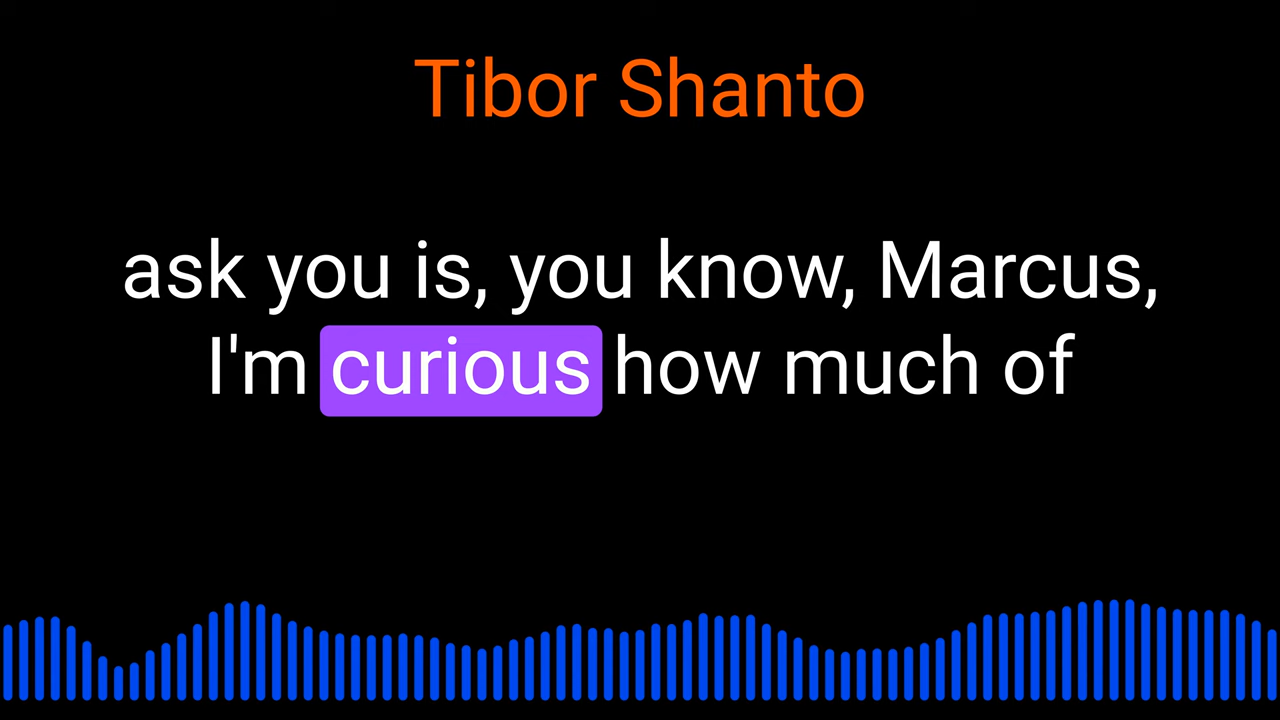 Tibor Shanto
ask you is, you know, Marcus,
I'm curious how much of